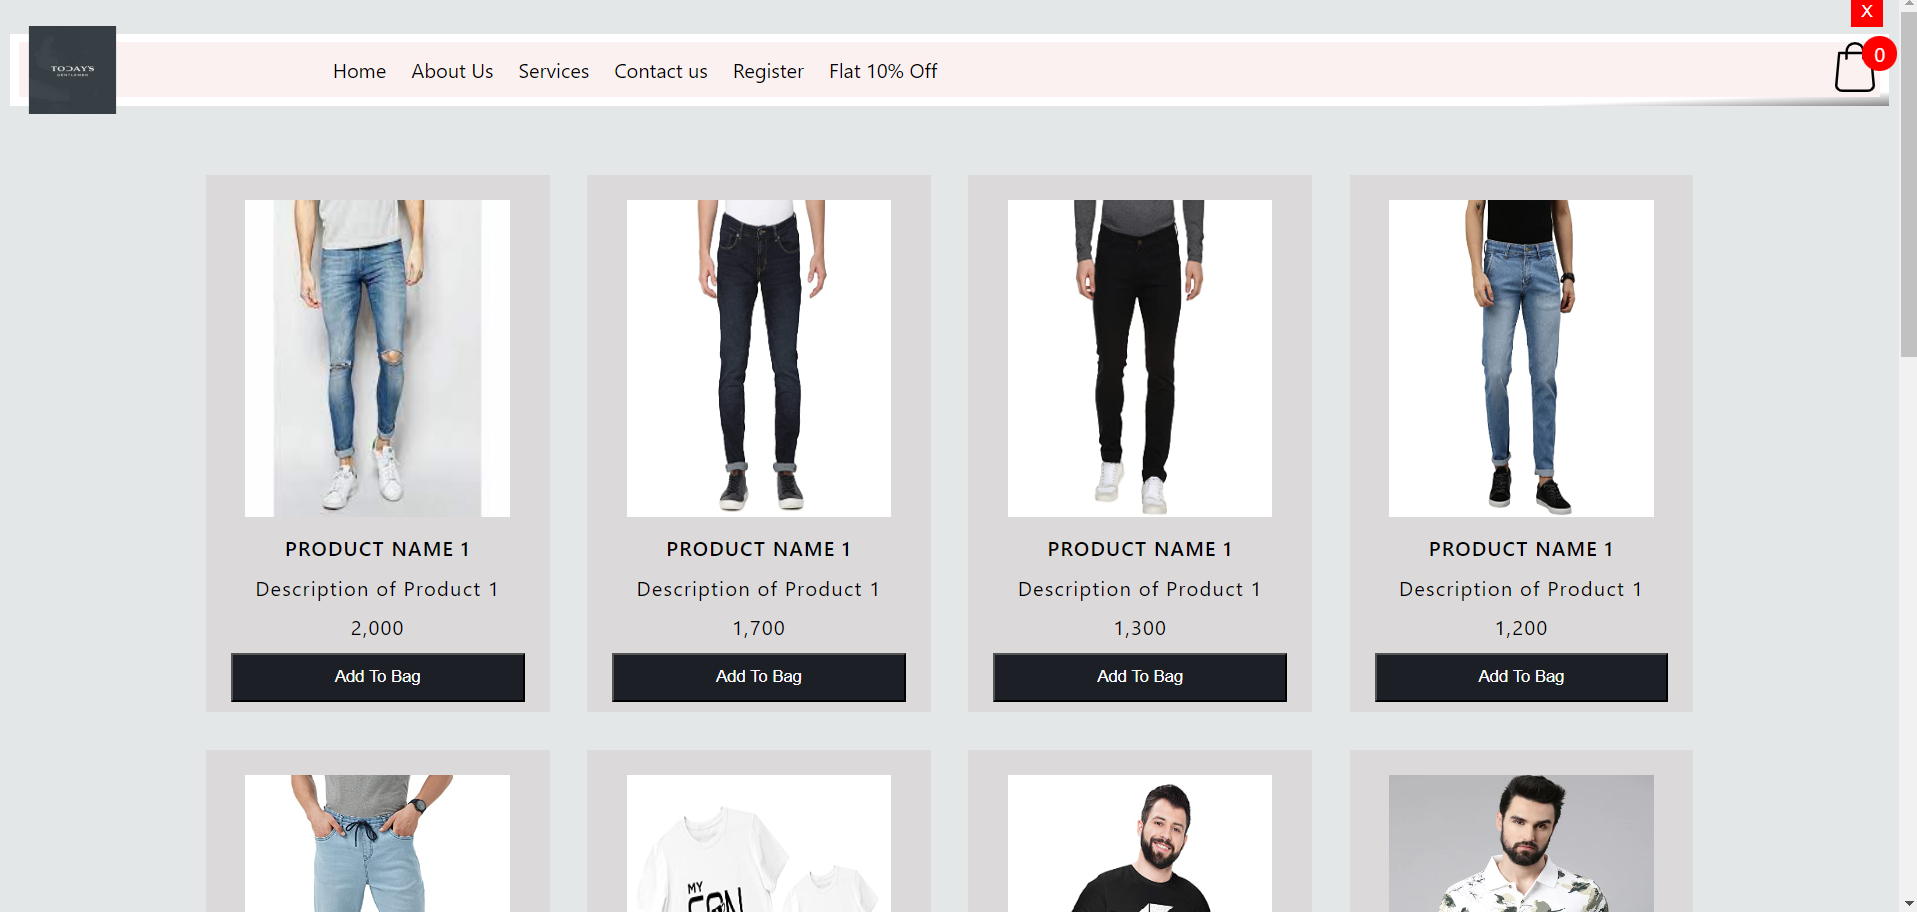 X
TODAY'S
GENTLEMEN
Home About Us Services Contact us Register Flat 10% Off
0
PRODUCT NAME 1 PRODUCT NAME 1 PRODUCT NAME 1 PRODUCT NAME 1
Description of Product 1 Description of Product 1 Description of Product 1 Description of Product 1
2,000 1,700 1,300 1,200
Add To Bag Add To Bag Add To Bag Add To Bag
MY